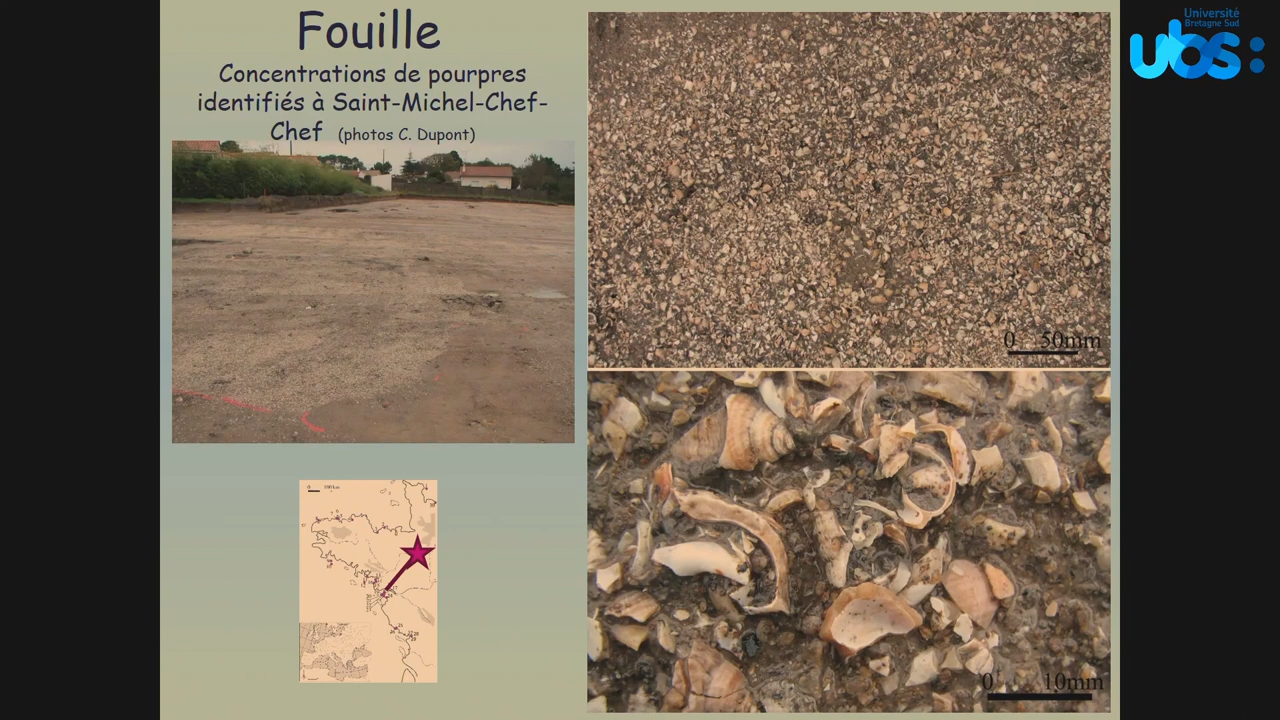 Fouille
Concentrations de pourpres
identifiés à Saint-Michel-Chef-
Chef (photos C. Dupont)
0 50mm
0 10mm
Université
Bretagne Sud
ubs: